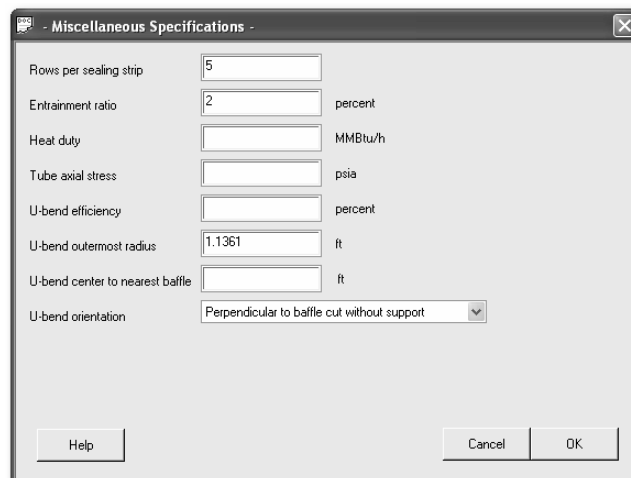 - Miscellaneous Specifications -
Rows per sealing strip 5
Entrainment ratio 2 percent
Heat duty MMBtu/h
Tube axial stress psia
U-bend efficiency percent
U-bend outermost radius 1.1361 ft
U-bend center to nearest baffle ft
U-bend orientation Perpendicular to baffle cut without support
Help Cancel OK